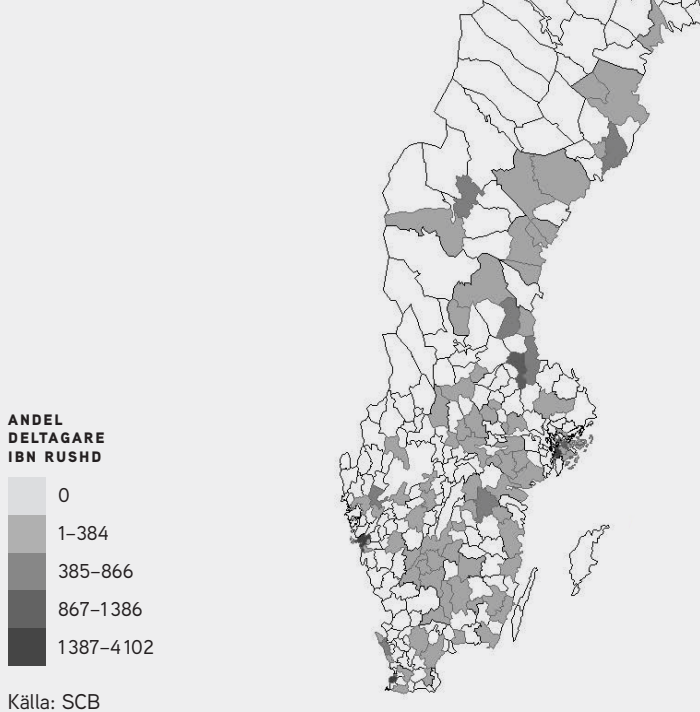 ANDEL
DELTAGARE
IBN RUSHD
0
1–384
385–866
867–1386
1387–4102
Källa: SCB